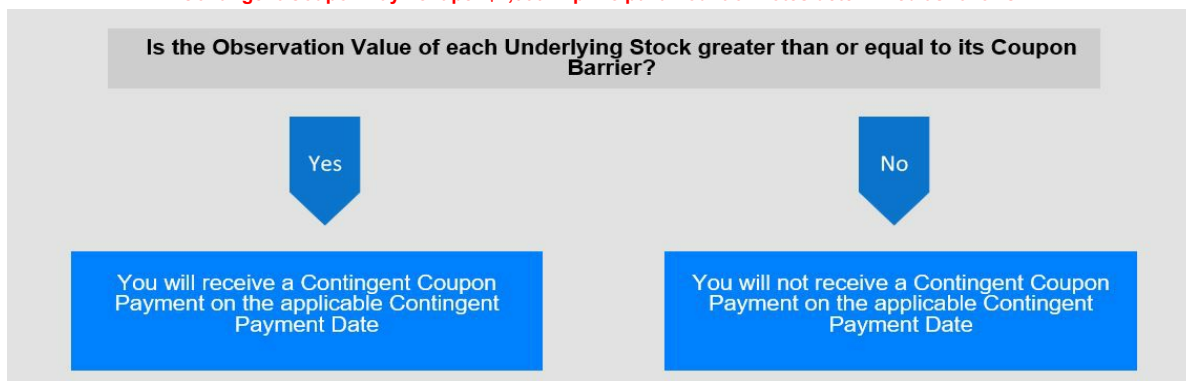 Is the Observation Value of each Underlying Stock greater than or equal to its Coupon
Barrier?
Yes
No
You will receive a Contingent Coupon
Payment on the applicable Contingent
Payment Date
You will not receive a Contingent Coupon
Payment on the applicable Contingent
Payment Date